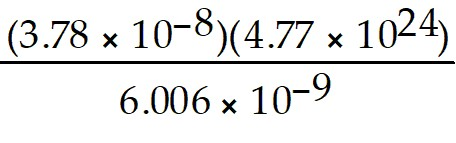 (3.78 × 10⁻⁸)(4.77 × 10²⁴)
6.006 × 10⁻⁹